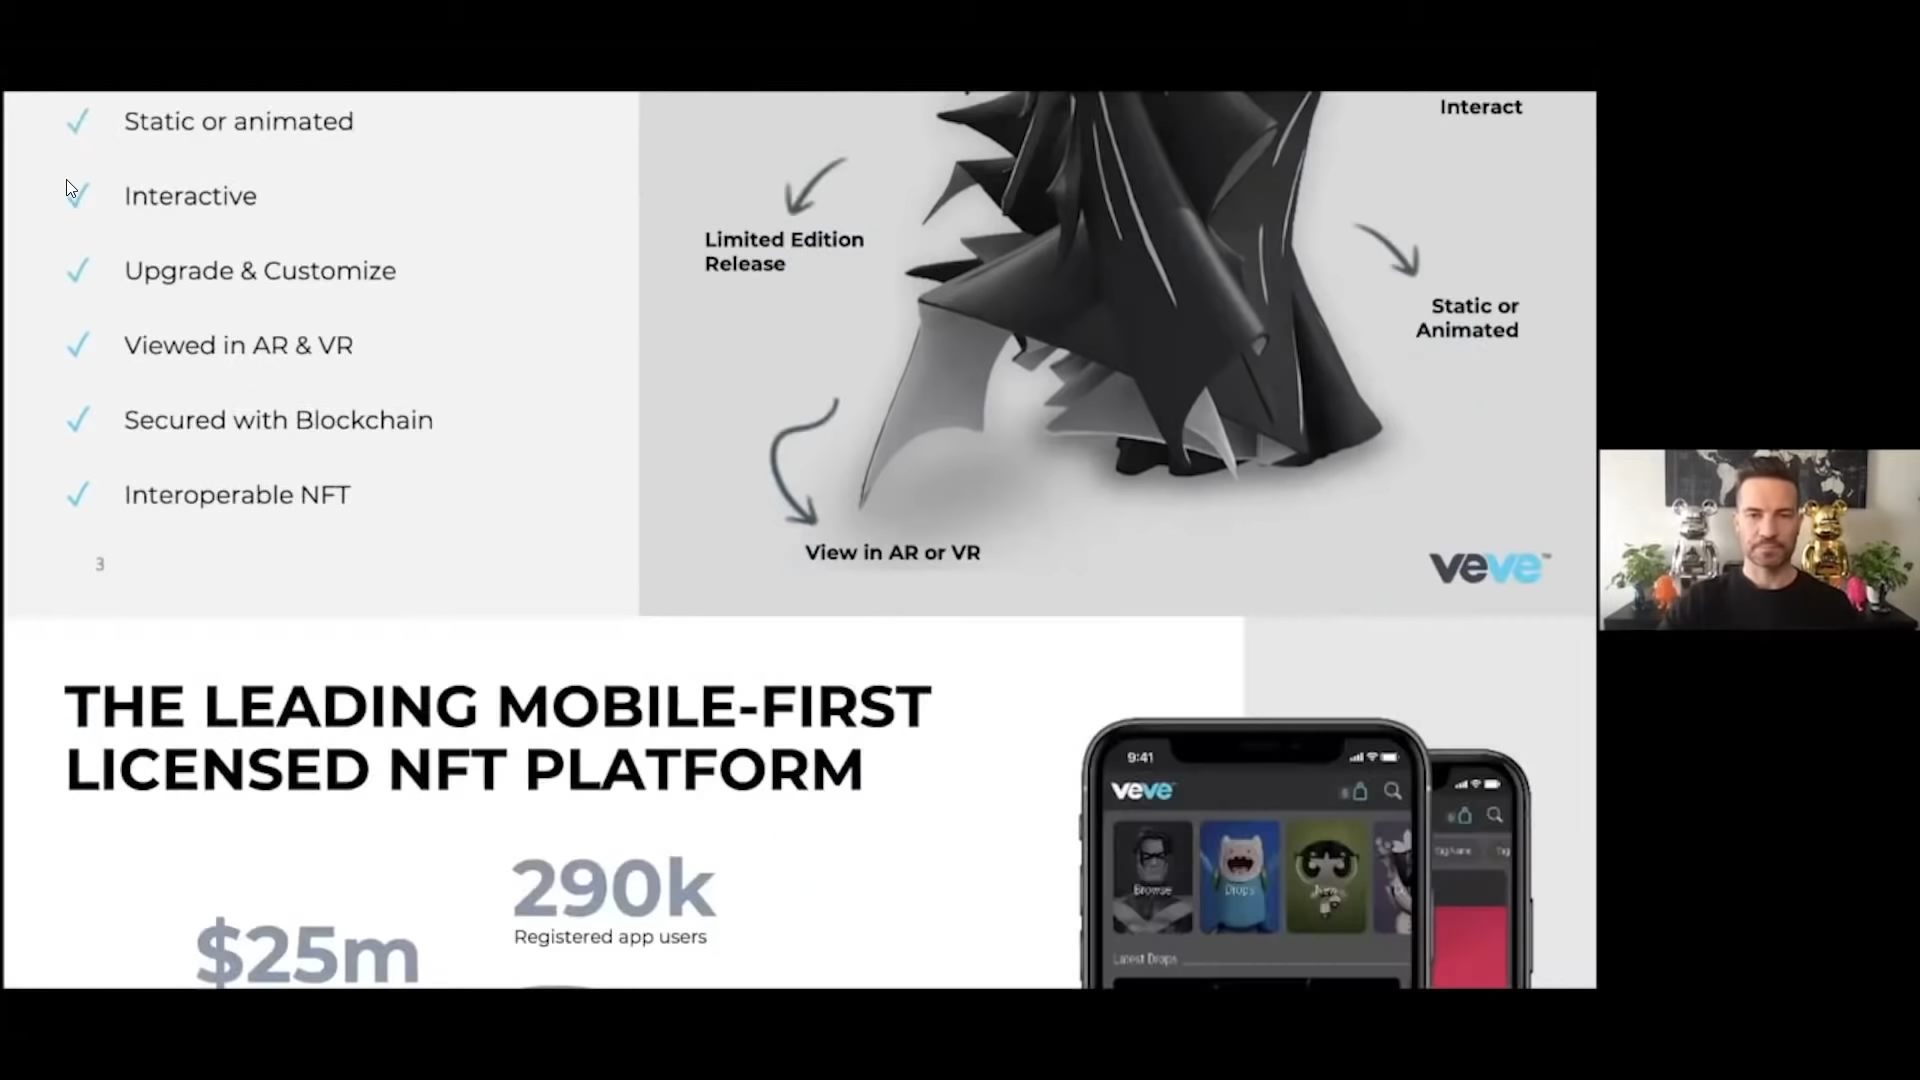 Static or animated
Interactive
Upgrade & Customize
Viewed in AR & VR
Secured with Blockchain
Interoperable NFT
3
Interact
Limited Edition
Release
Static or
Animated
View in AR or VR
veve™
THE LEADING MOBILE-FIRST
LICENSED NFT PLATFORM
290k
Registered app users
$25m
9:41
veve
Browse
Drops
Latest Drops